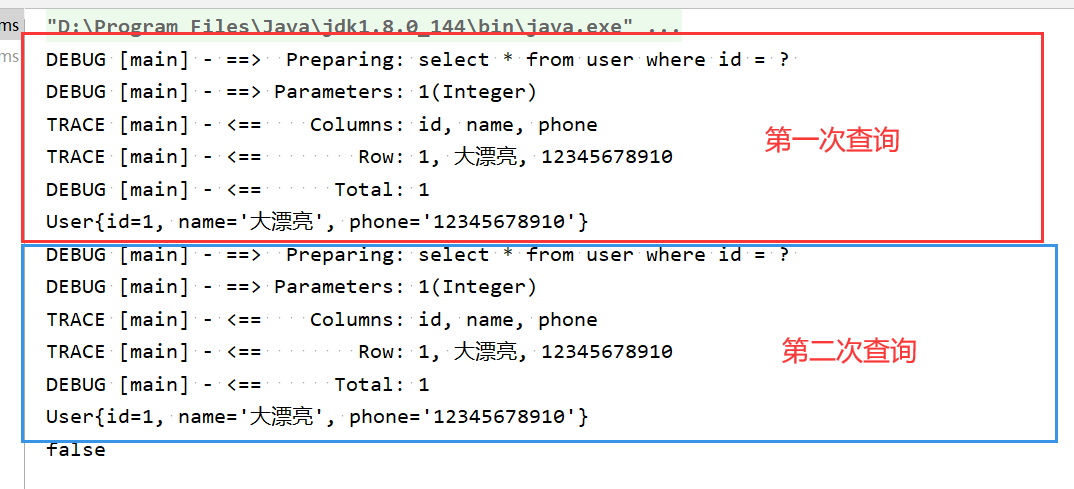 ms
"D:\Program Files\Java\jdk1.8.0_144\bin\java.exe" ...
DEBUG [main] - ==>  Preparing: select * from user where id = ?
ms
DEBUG [main] - ==> Parameters: 1(Integer)
TRACE [main] - <==    Columns: id, name, phone
第一次查询
TRACE [main] - <==        Row: 1, 大漂亮, 12345678910
DEBUG [main] - <==      Total: 1
User{id=1, name='大漂亮', phone='12345678910'}
DEBUG [main] - ==>  Preparing: select * from user where id = ?
DEBUG [main] - ==> Parameters: 1(Integer)
TRACE [main] - <==    Columns: id, name, phone
第二次查询
TRACE [main] - <==        Row: 1, 大漂亮, 12345678910
DEBUG [main] - <==      Total: 1
User{id=1, name='大漂亮', phone='12345678910'}
false